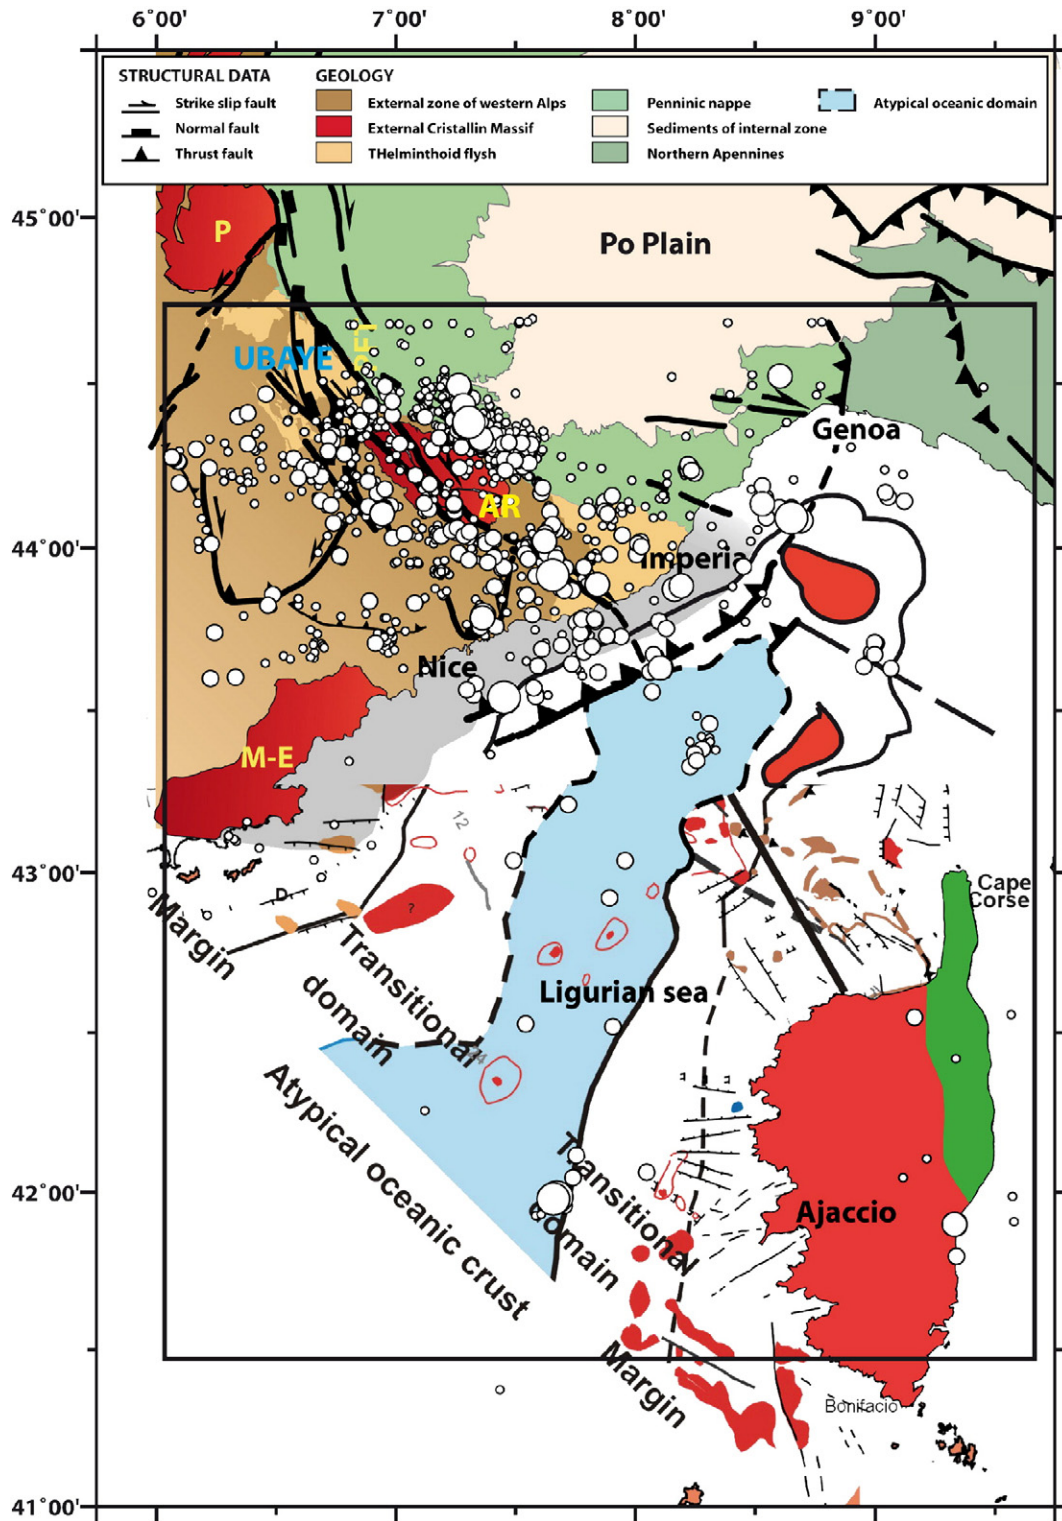 6°00' 7°00' 8°00' 9°00'
STRUCTURAL DATA
Strike slip fault
Normal fault
Thrust fault
GEOLOGY
External zone of western Alps
External Cristallin Massif
THelminthoid flysh
Penninic nappe
Sediments of internal zone
Northern Apennines
Atypical oceanic domain
45°00'
P
Po Plain
UBAYE
PFT
Genoa
AR
44°00'
Imperia
Nice
M-E
12
43°00'
D
?
Cape
Corse
Margin
Transitional
domain
Ligurian sea
Atypical oceanic crust
42°00'
Transitional
domain
Ajaccio
Margin
Bonifacio
41°00'